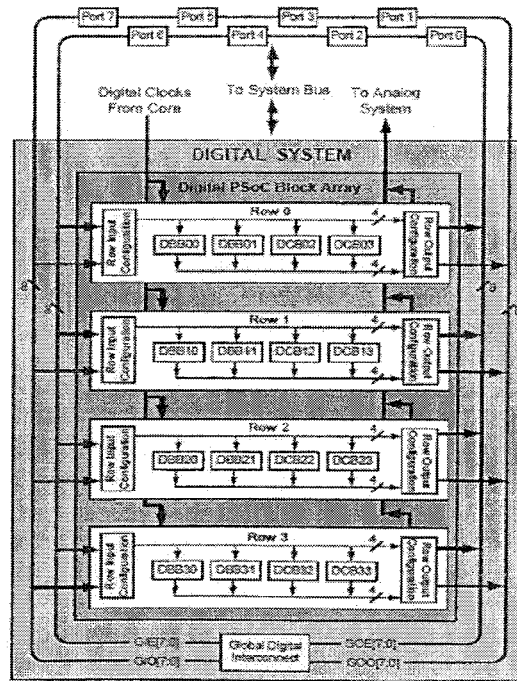 Port 7 Port 5 Port 3 Port 1
Port 6 Port 4 Port 2 Port 0
Digital Clocks From Core
To System Bus
To Analog System
DIGITAL SYSTEM
Digital PSoC Block Array
Row 0
Row Input Configuration
DBB00 DBB01 DCB02 DCB03
4
4
Row Output Configuration
8
8
8
8
Row 1
Row Input Configuration
DBB10 DBB11 DCB12 DCB13
4
4
Row Output Configuration
Row 2
Row Input Configuration
DBB20 DBB21 DCB22 DCB23
4
4
Row Output Configuration
Row 3
Row Input Configuration
DBB30 DBB31 DCB32 DCB33
4
4
Row Output Configuration
GIE[7:0]
GIO[7:0]
Global Digital Interconnect
GOE[7:0]
GOO[7:0]